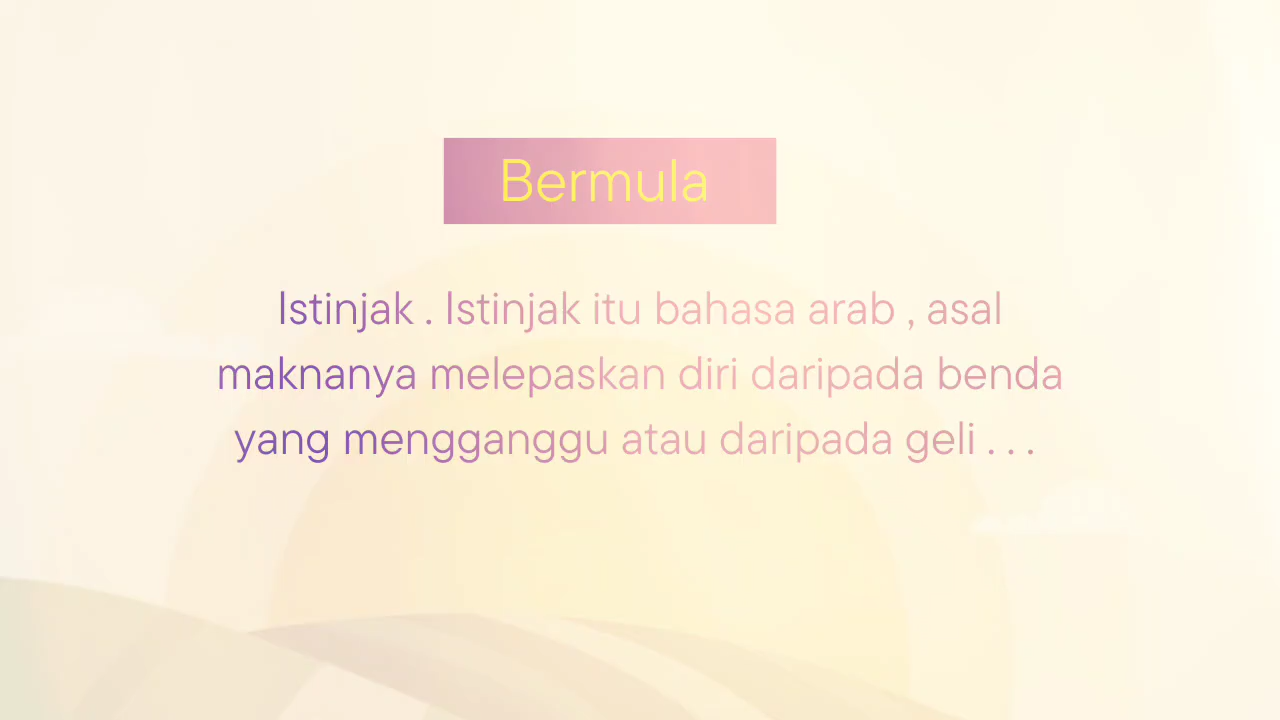 Bermula
Istinjak . Istinjak itu bahasa arab , asal
maknanya melepaskan diri daripada benda
yang mengganggu atau daripada geli . . .